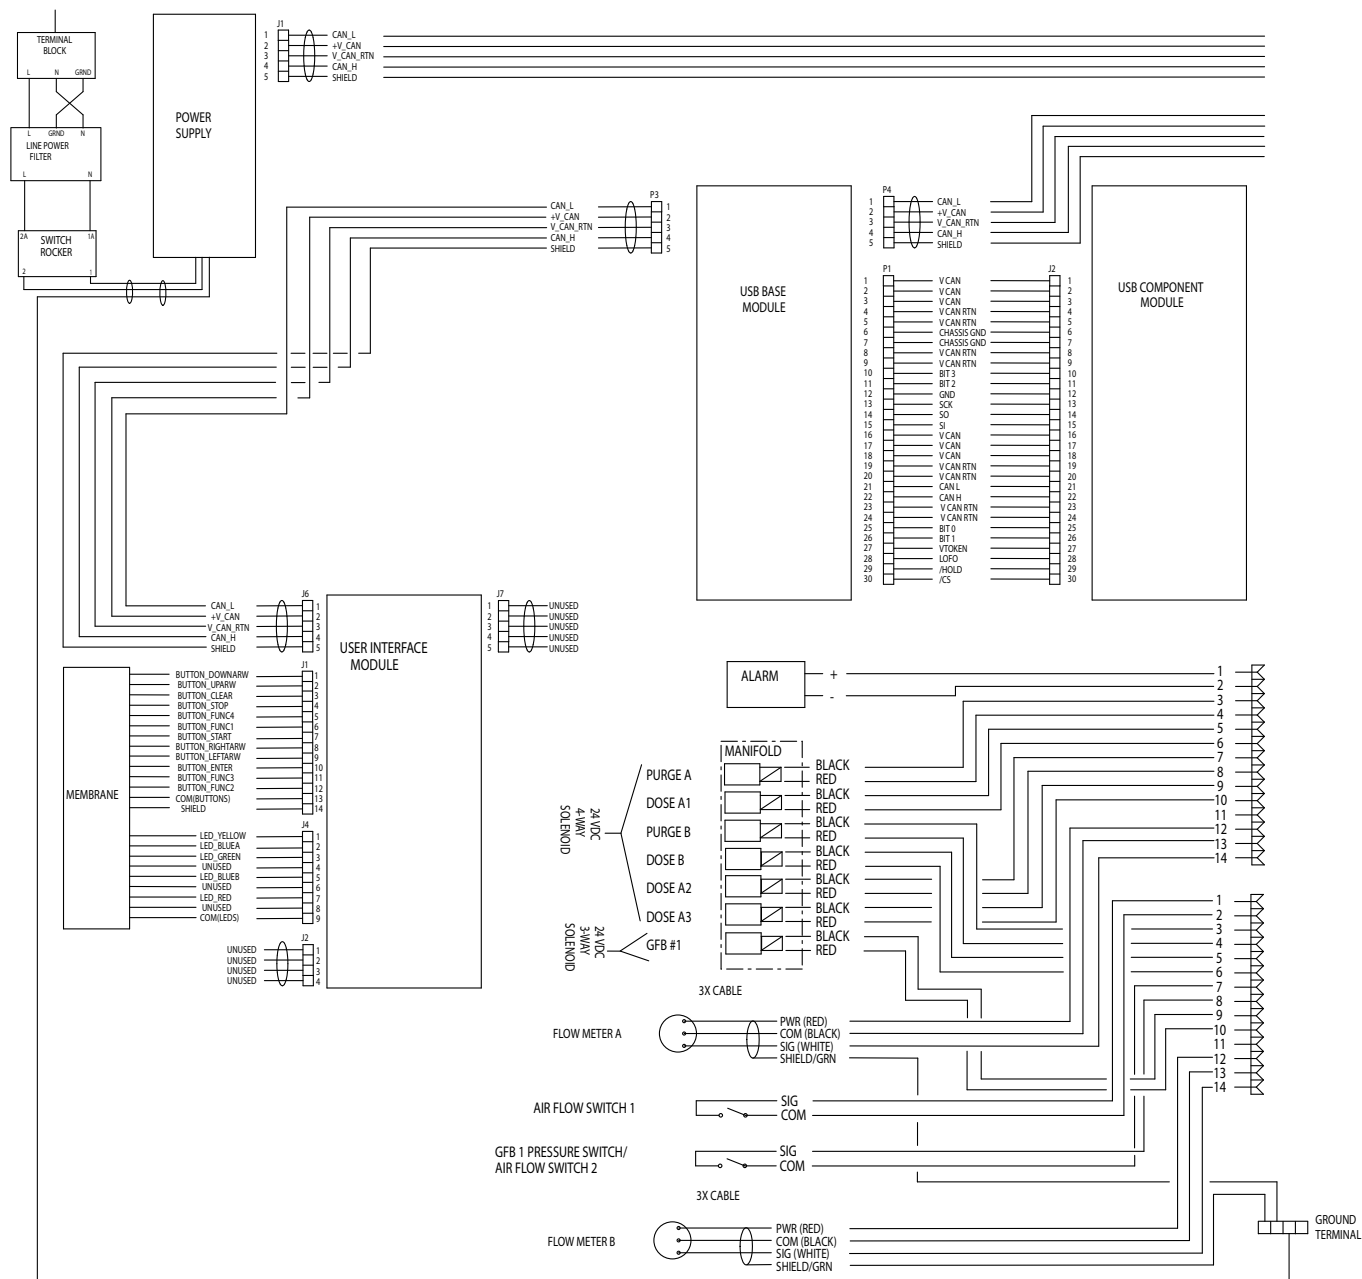 TERMINAL
BLOCK
L N GRND
L GRND N
LINE POWER
FILTER
L N
2A 1A
SWITCH
ROCKER
2 1
POWER
SUPPLY
J1
1 CAN_L
2 +V_CAN
3 V_CAN_RTN
4 CAN_H
5 SHIELD
P3
CAN_L 1
+V_CAN 2
V_CAN_RTN 3
CAN_H 4
SHIELD 5
USB BASE
MODULE
P4
1 CAN_L
2 +V_CAN
3 V_CAN_RTN
4 CAN_H
5 SHIELD
USB COMPONENT
MODULE
P1 J2
1 V CAN 1
2 V CAN 2
3 V CAN 3
4 V CAN RTN 4
5 V CAN RTN 5
6 CHASSIS GND 6
7 CHASSIS GND 7
8 V CAN RTN 8
9 V CAN RTN 9
10 BIT 3 10
11 BIT 2 11
12 GND 12
13 SCK 13
14 SO 14
15 SI 15
16 V CAN 16
17 V CAN 17
18 V CAN 18
19 V CAN RTN 19
20 V CAN RTN 20
21 CAN L 21
22 CAN H 22
23 V CAN RTN 23
24 V CAN RTN 24
25 BIT 0 25
26 BIT 1 26
27 VTOKEN 27
28 LOFO 28
29 /HOLD 29
30 /CS 30
J6
CAN_L 1
+V_CAN 2
V_CAN_RTN 3
CAN_H 4
SHIELD 5
USER INTERFACE
MODULE
J7
1 UNUSED
2 UNUSED
3 UNUSED
4 UNUSED
5 UNUSED
MEMBRANE
J1
BUTTON_DOWNARW 1
BUTTON_UPARW 2
BUTTON_CLEAR 3
BUTTON_STOP 4
BUTTON_FUNC4 5
BUTTON_FUNC1 6
BUTTON_START 7
BUTTON_RIGHTARW 8
BUTTON_LEFTARW 9
BUTTON_ENTER 10
BUTTON_FUNC3 11
BUTTON_FUNC2 12
COM(BUTTONS) 13
SHIELD 14
J4
LED_YELLOW 1
LED_BLUEA 2
LED_GREEN 3
UNUSED 4
LED_BLUEB 5
UNUSED 6
LED_RED 7
UNUSED 8
COM(LEDS) 9
J2
UNUSED 1
UNUSED 2
UNUSED 3
UNUSED 4
ALARM
+
-
MANIFOLD
24 VDC
4-WAY
SOLENOID
PURGE A BLACK
RED
DOSE A1 BLACK
RED
PURGE B BLACK
RED
DOSE B BLACK
RED
DOSE A2 BLACK
RED
DOSE A3 BLACK
RED
24 VDC
3-WAY
SOLENOID
GFB #1 BLACK
RED
1
2
3
4
5
6
7
8
9
10
11
12
13
14
1
2
3
4
5
6
7
8
9
10
11
12
13
14
3X CABLE
FLOW METER A
PWR (RED)
COM (BLACK)
SIG (WHITE)
SHIELD/GRN
AIR FLOW SWITCH 1
SIG
COM
GFB 1 PRESSURE SWITCH/
AIR FLOW SWITCH 2
SIG
COM
3X CABLE
FLOW METER B
PWR (RED)
COM (BLACK)
SIG (WHITE)
SHIELD/GRN
GROUND
TERMINAL